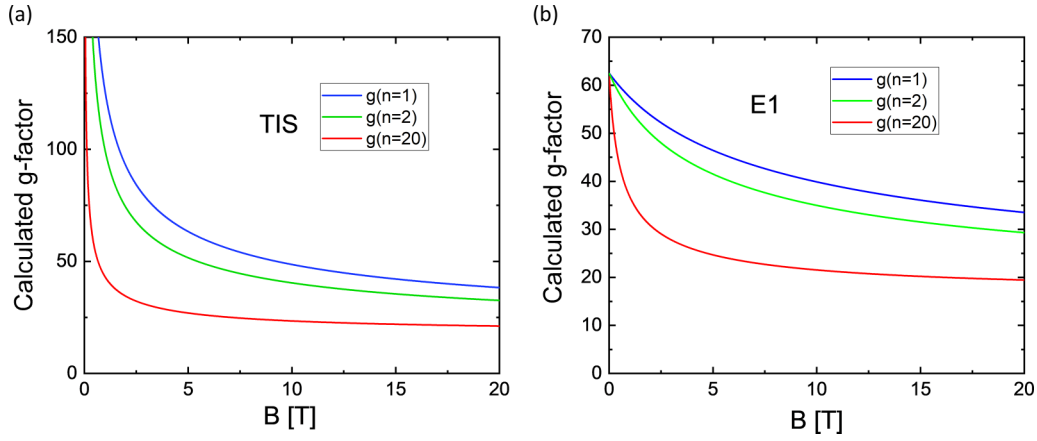 (a)
150
100
50
0
Calculated g-factor
g(n=1)
g(n=2)
g(n=20)
TIS
0
5
10
15
20
B [T]
(b)
70
60
50
40
30
20
10
0
Calculated g-factor
E1
g(n=1)
g(n=2)
g(n=20)
0
5
10
15
20
B [T]